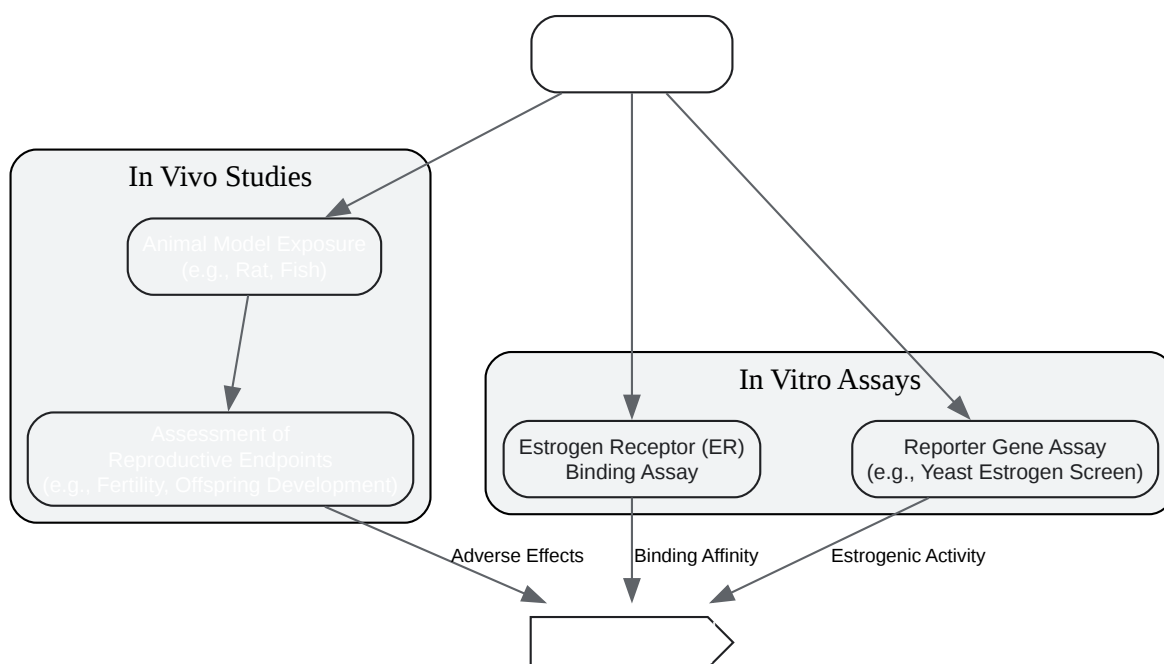 In Vivo Studies
Animal Model Exposure
(e.g., Rat, Fish)
Assessment of
Reproductive Endpoints
(e.g., Fertility, Offspring Development)
In Vitro Assays
Estrogen Receptor (ER)
Binding Assay
Reporter Gene Assay
(e.g., Yeast Estrogen Screen)
Adverse Effects
Binding Affinity
Estrogenic Activity